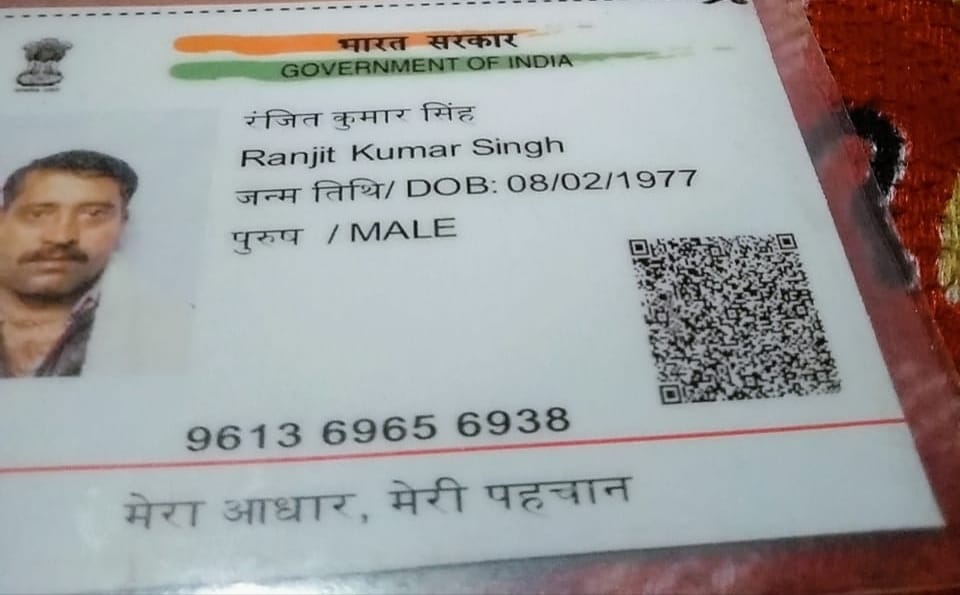 भारत सरकार
GOVERNMENT OF INDIA
रंजित कुमार सिंह
Ranjit Kumar Singh
जन्म तिथि/ DOB: 08/02/1977
पुरुष / MALE
9613 6965 6938
मेरा आधार, मेरी पहचान